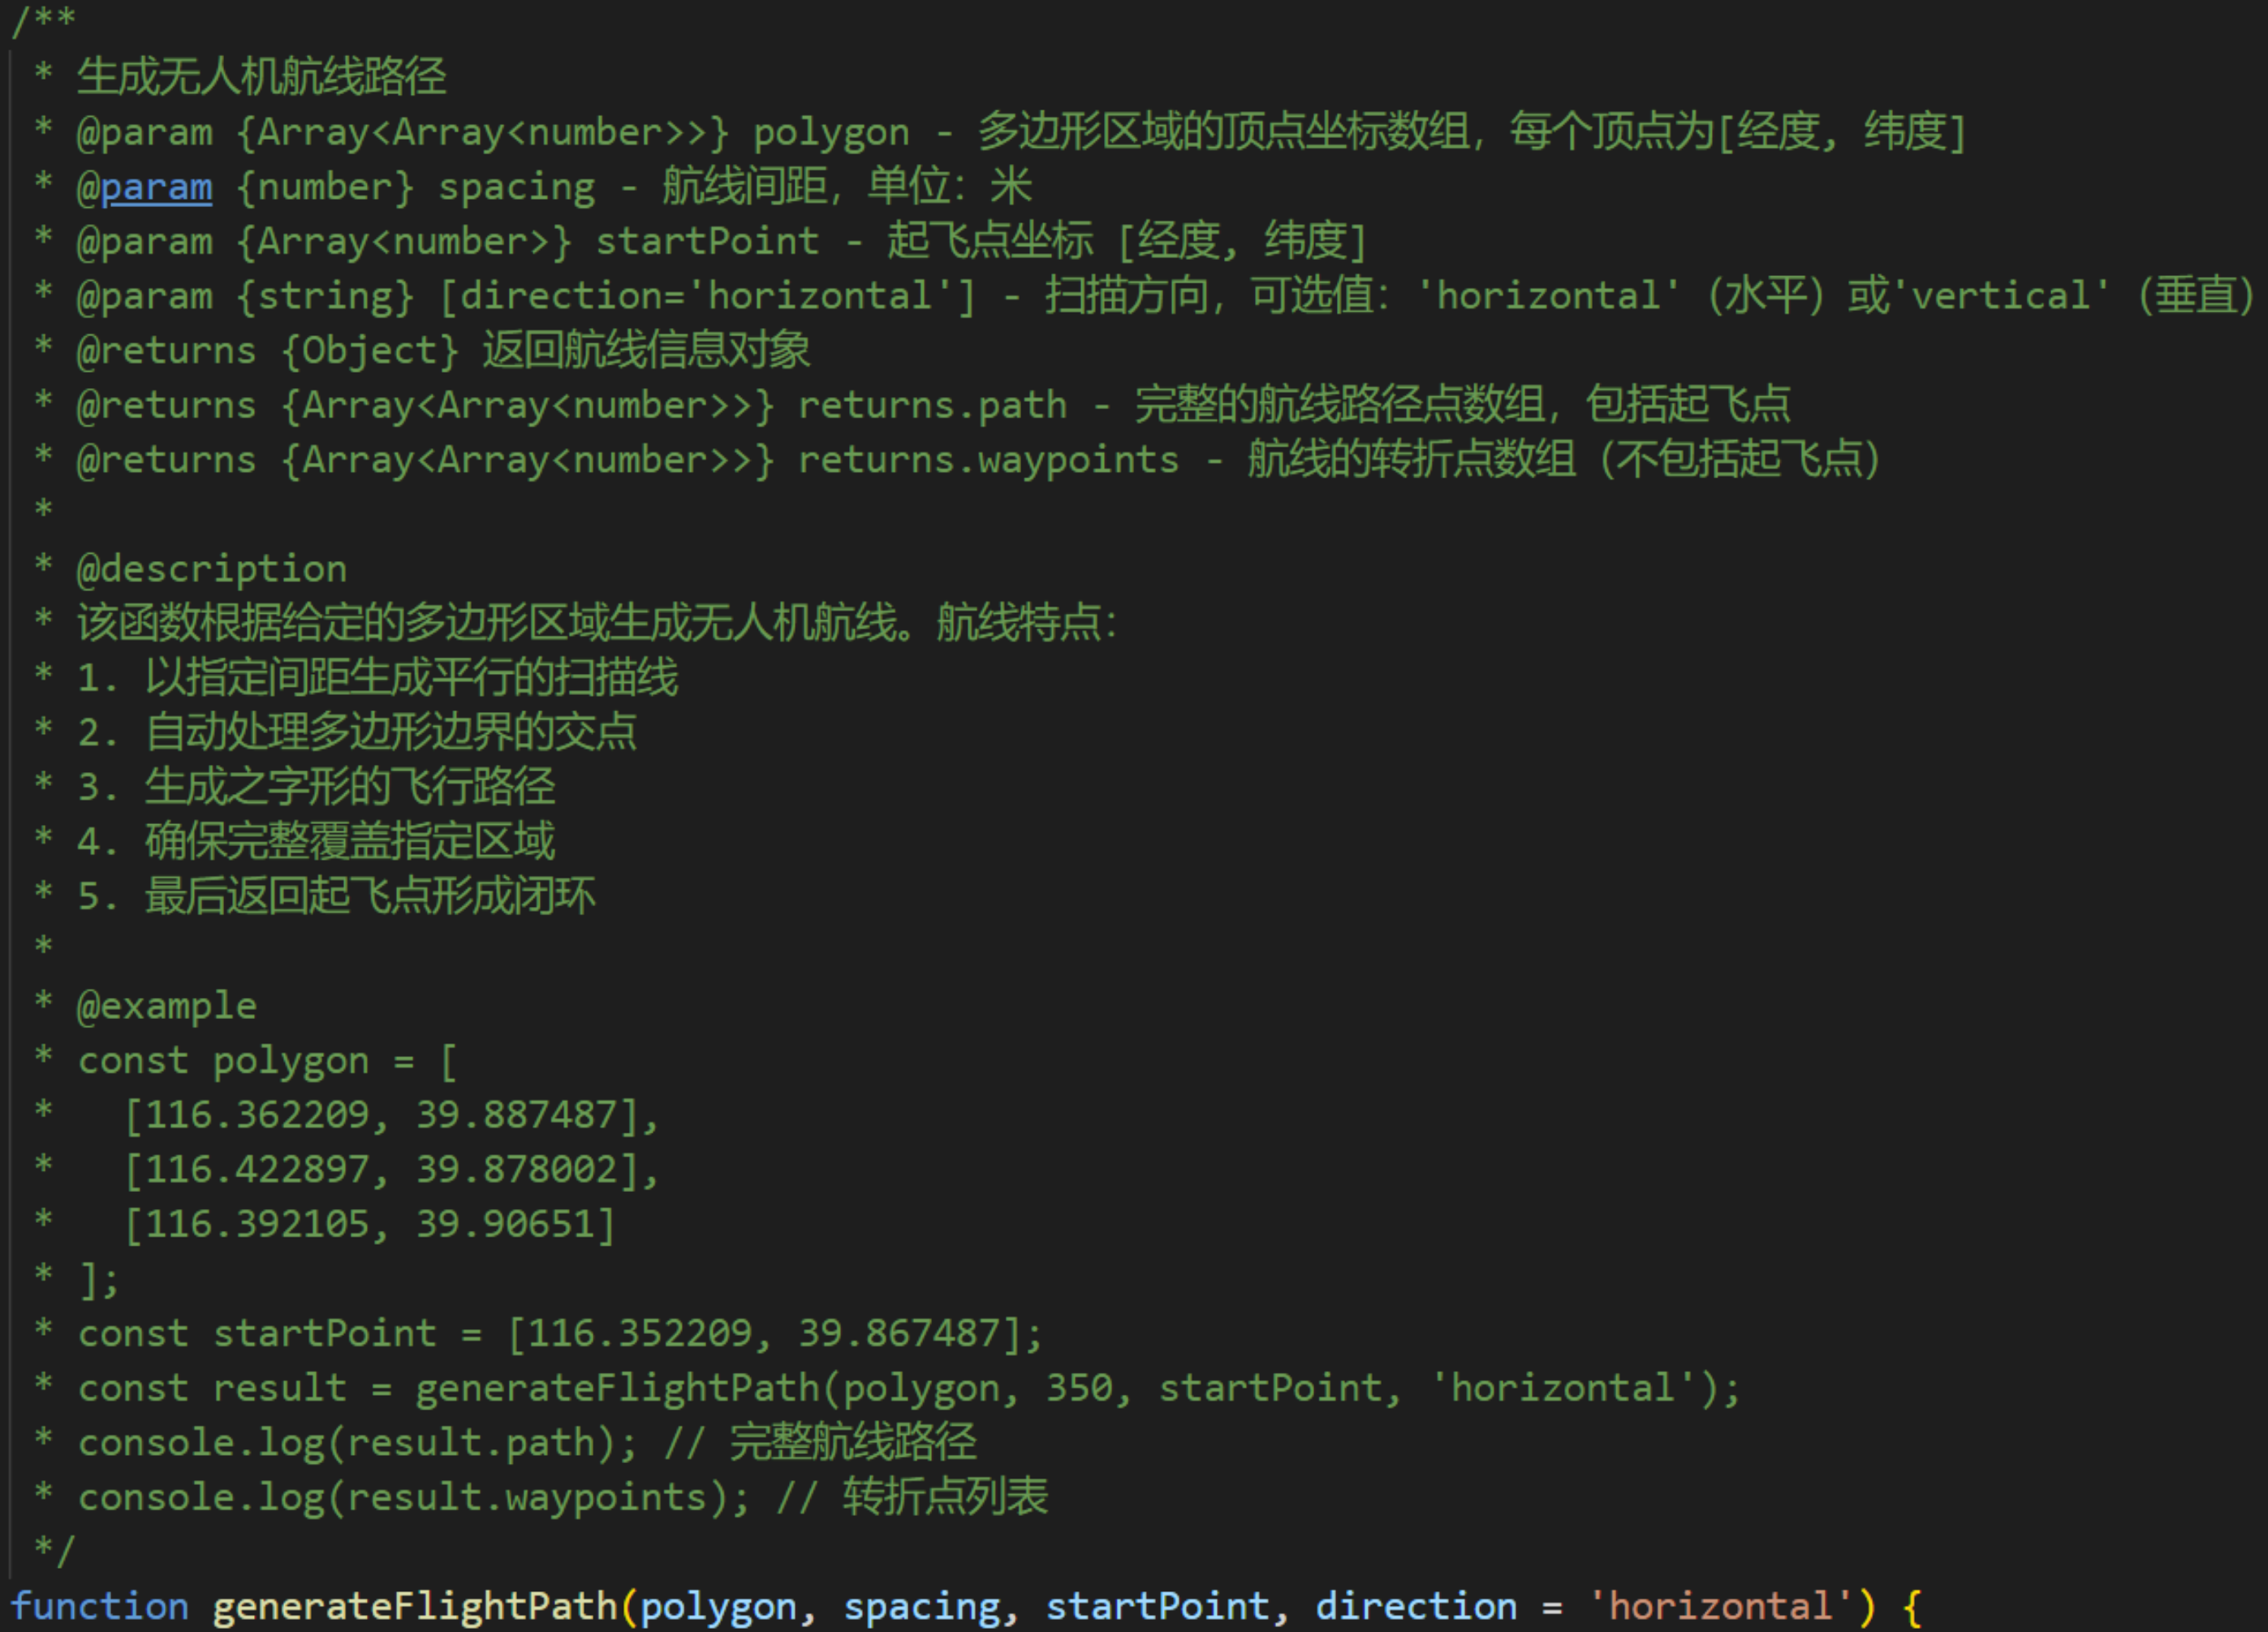 /**
 * 生成无人机航线路径
 * @param {Array<Array<number>>} polygon - 多边形区域的顶点坐标数组，每个顶点为[经度, 纬度]
 * @param {number} spacing - 航线间距，单位：米
 * @param {Array<number>} startPoint - 起飞点坐标 [经度, 纬度]
 * @param {string} [direction='horizontal'] - 扫描方向，可选值：'horizontal'（水平）或'vertical'（垂直）
 * @returns {Object} 返回航线信息对象
 * @returns {Array<Array<number>>} returns.path - 完整的航线路径点数组，包括起飞点
 * @returns {Array<Array<number>>} returns.waypoints - 航线的转折点数组（不包括起飞点）
 *
 * @description
 * 该函数根据给定的多边形区域生成无人机航线。航线特点：
 * 1. 以指定间距生成平行的扫描线
 * 2. 自动处理多边形边界的交点
 * 3. 生成之字形的飞行路径
 * 4. 确保完整覆盖指定区域
 * 5. 最后返回起飞点形成闭环
 *
 * @example
 * const polygon = [
 *   [116.362209, 39.887487],
 *   [116.422897, 39.878002],
 *   [116.392105, 39.90651]
 * ];
 * const startPoint = [116.352209, 39.867487];
 * const result = generateFlightPath(polygon, 350, startPoint, 'horizontal');
 * console.log(result.path); // 完整航线路径
 * console.log(result.waypoints); // 转折点列表
 */
function generateFlightPath(polygon, spacing, startPoint, direction = 'horizontal') {